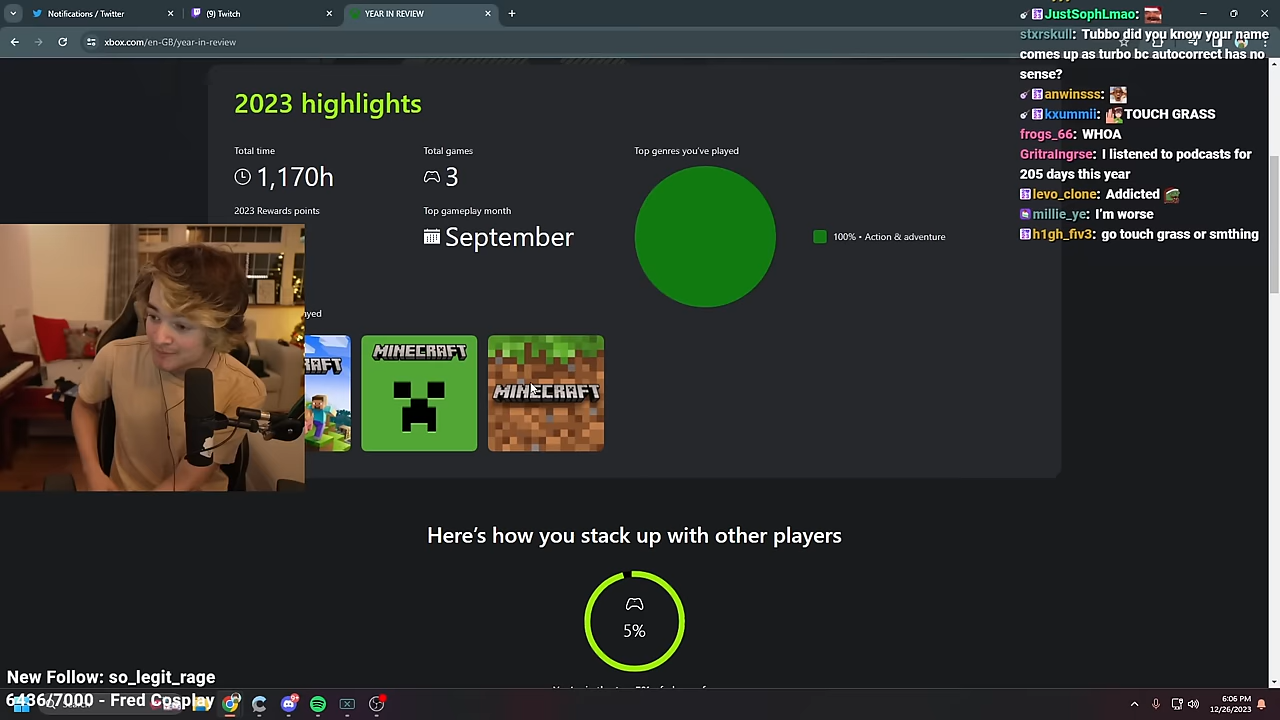 Notifications / Twitter
(9) Twitch
YEAR IN REVIEW
xbox.com/en-GB/year-in-review
JustSophLmao:
stxrskull: Tubbo did you know your name
comes up as turbo bc autocorrect has no
sense?
anwinsss:
kxummii: TOUCH GRASS
frogs_66: WHOA
GritraIngrse: I listened to podcasts for
205 days this year
levo_clone: Addicted
millie_ye: I'm worse
h1gh_fiv3: go touch grass or smthing
2023 highlights
Total time
1,170h
Total games
3
Top genres you've played
2023 Rewards points
Top gameplay month
September
100% • Action & adventure
yed
RAFT
MINECRAFT
MINECRAFT
Here's how you stack up with other players
5%
New Follow: so_legit_rage
6436/7000 - Fred Cosplay
6:06 PM
12/26/2023